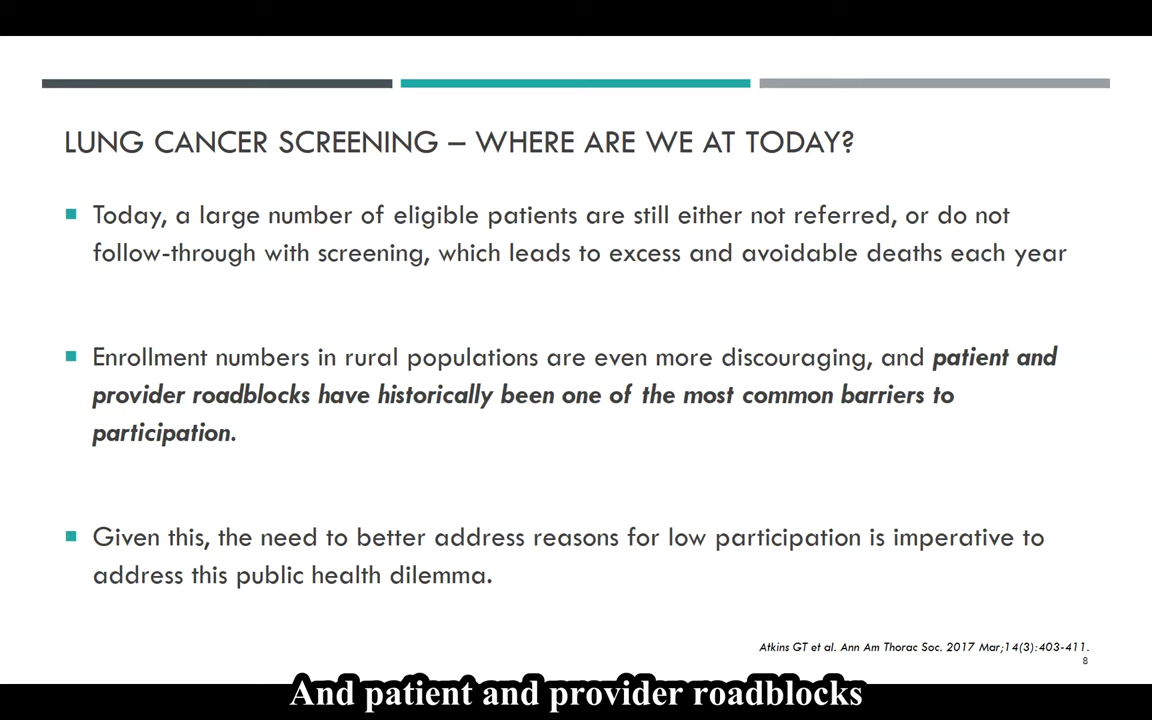 LUNG CANCER SCREENING – WHERE ARE WE AT TODAY?
Today, a large number of eligible patients are still either not referred, or do not
follow-through with screening, which leads to excess and avoidable deaths each year
Enrollment numbers in rural populations are even more discouraging, and patient and
provider roadblocks have historically been one of the most common barriers to
participation.
Given this, the need to better address reasons for low participation is imperative to
address this public health dilemma.
Atkins GT et al. Ann Am Thorac Soc. 2017 Mar;14(3):403-411.
8
And patient and provider roadblocks